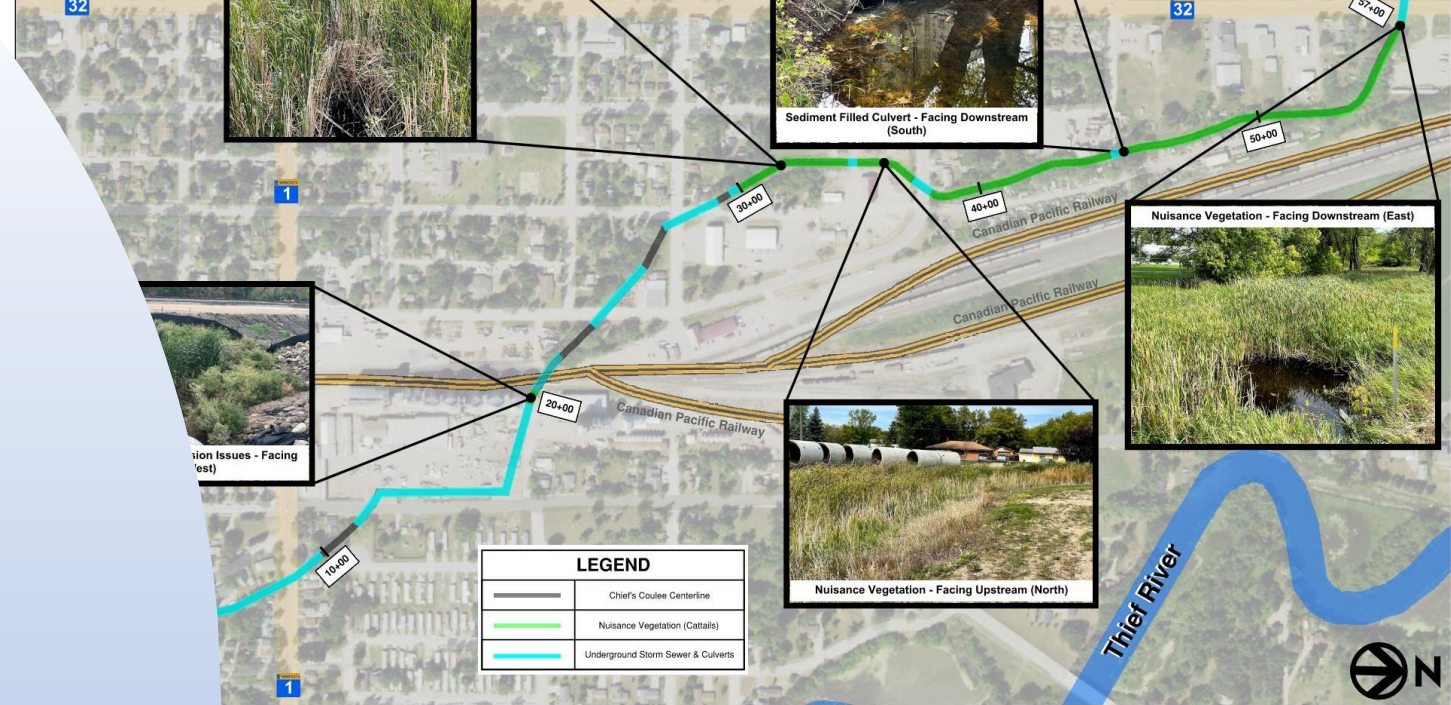 32
32
57+00
Sediment Filled Culvert - Facing Downstream
(South)
50+00
1
30+00
40+00
Canadian Pacific Railway
Nuisance Vegetation - Facing Downstream (East)
Canadian Pacific Railway
20+00
Canadian Pacific Railway
Issues - Facing
10+00
LEGEND
Chief's Coulee Centerline
Nuisance Vegetation (Cattails)
Underground Storm Sewer & Culverts
Nuisance Vegetation - Facing Upstream (North)
Thief River
1
N